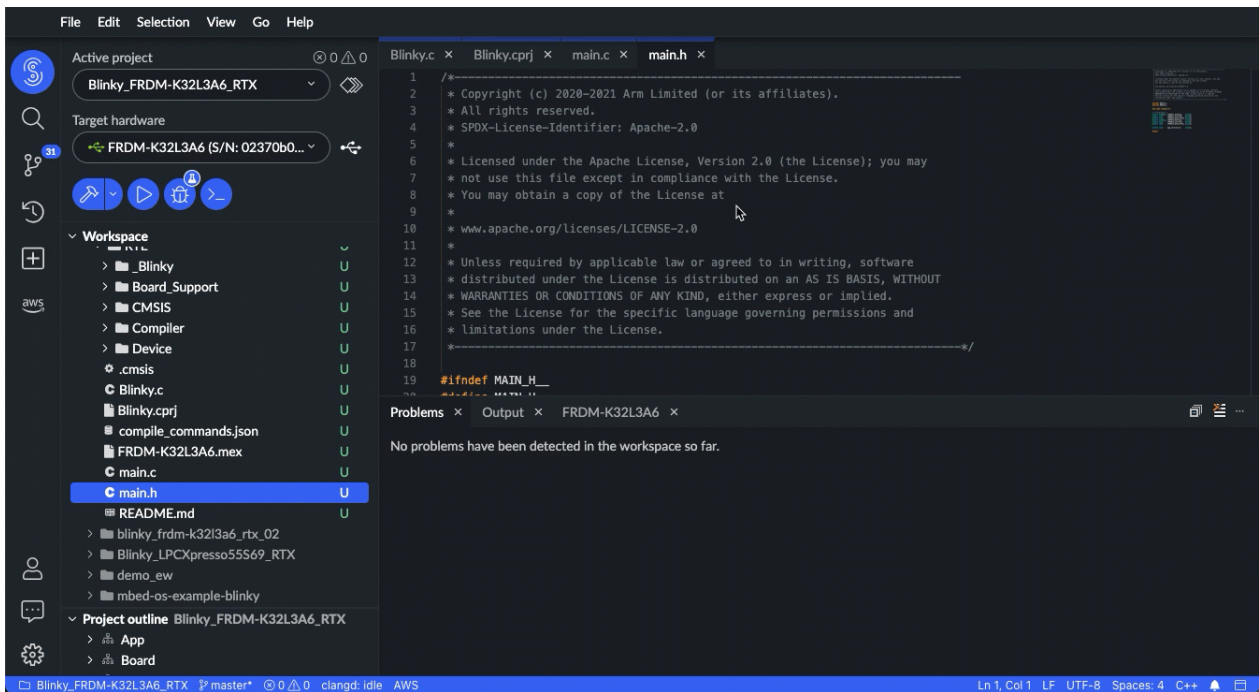 File Edit Selection View Go Help
Active project 0 0
Blinky_FRDM-K32L3A6_RTX
Target hardware
FRDM-K32L3A6 (S/N: 02370b0...
31
aws
Workspace
_Blinky U
Board_Support U
CMSIS U
Compiler U
Device U
.cmsis U
Blinky.c U
Blinky.cprj U
compile_commands.json U
FRDM-K32L3A6.mex U
main.c U
main.h U
README.md U
blinky_frdm-k32l3a6_rtx_02
Blinky_LPCXpresso55S69_RTX
demo_ew
mbed-os-example-blinky
Project outline Blinky_FRDM-K32L3A6_RTX
App
Board
Blinky.c × Blinky.cprj × main.c × main.h ×
1 /*------------------------------------------------------------------------------
2 * Copyright (c) 2020-2021 Arm Limited (or its affiliates).
3 * All rights reserved.
4 * SPDX-License-Identifier: Apache-2.0
5 *
6 * Licensed under the Apache License, Version 2.0 (the License); you may
7 * not use this file except in compliance with the License.
8 * You may obtain a copy of the License at
9 *
10 * www.apache.org/licenses/LICENSE-2.0
11 *
12 * Unless required by applicable law or agreed to in writing, software
13 * distributed under the License is distributed on an AS IS BASIS, WITHOUT
14 * WARRANTIES OR CONDITIONS OF ANY KIND, either express or implied.
15 * See the License for the specific language governing permissions and
16 * limitations under the License.
17 *------------------------------------------------------------------------------*/
18
19 #ifndef MAIN_H__
Problems × Output × FRDM-K32L3A6 ×
No problems have been detected in the workspace so far.
Blinky_FRDM-K32L3A6_RTX master* 0 0 clangd: idle AWS Ln 1, Col 1 LF UTF-8 Spaces: 4 C++